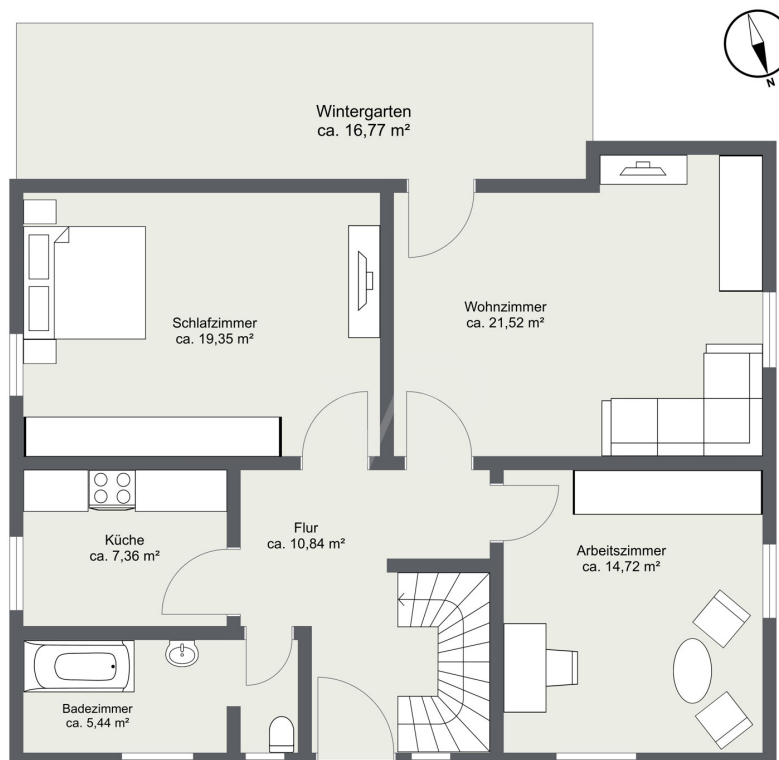 N
Wintergarten
ca. 16,77 m²
Schlafzimmer
ca. 19,35 m²
Wohnzimmer
ca. 21,52 m²
Küche
ca. 7,36 m²
Flur
ca. 10,84 m²
Arbeitszimmer
ca. 14,72 m²
Badezimmer
ca. 5,44 m²